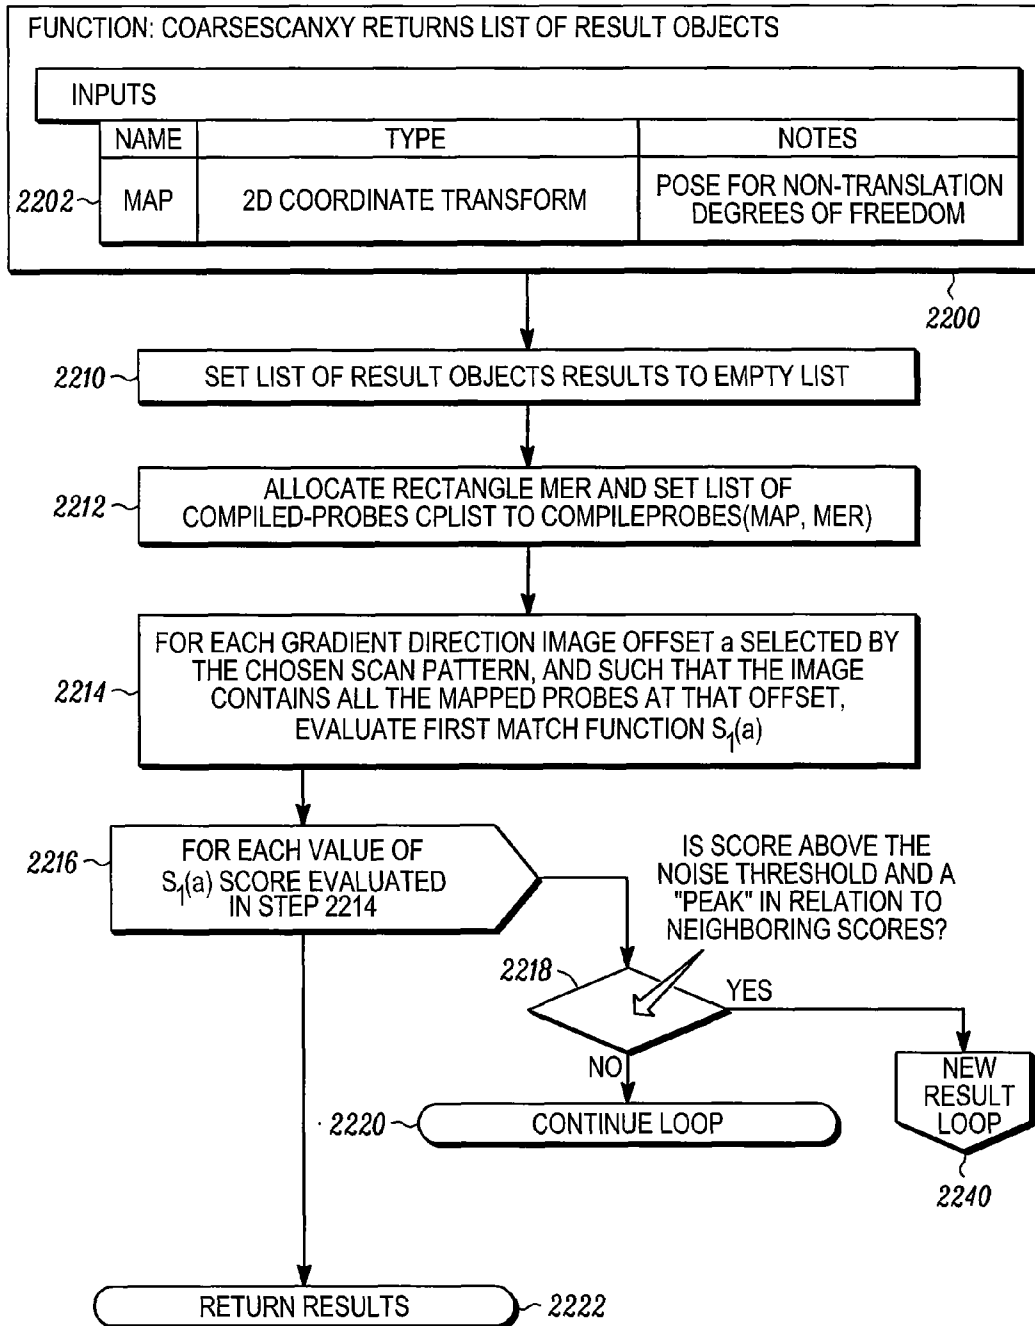 FUNCTION: COARSESCANXY RETURNS LIST OF RESULT OBJECTS
INPUTS
NAME TYPE NOTES
2202 MAP 2D COORDINATE TRANSFORM POSE FOR NON-TRANSLATION
DEGREES OF FREEDOM
2200
2210 SET LIST OF RESULT OBJECTS RESULTS TO EMPTY LIST
2212 ALLOCATE RECTANGLE MER AND SET LIST OF
COMPILED-PROBES CPLIST TO COMPILEPROBES(MAP, MER)
2214 FOR EACH GRADIENT DIRECTION IMAGE OFFSET a SELECTED BY
THE CHOSEN SCAN PATTERN, AND SUCH THAT THE IMAGE
CONTAINS ALL THE MAPPED PROBES AT THAT OFFSET,
EVALUATE FIRST MATCH FUNCTION S₁(a)
2216 FOR EACH VALUE OF
S₁(a) SCORE EVALUATED
IN STEP 2214
IS SCORE ABOVE THE
NOISE THRESHOLD AND A
"PEAK" IN RELATION TO
NEIGHBORING SCORES?
2218
YES
NO
NEW
RESULT
LOOP
2220 CONTINUE LOOP
2240
RETURN RESULTS 2222